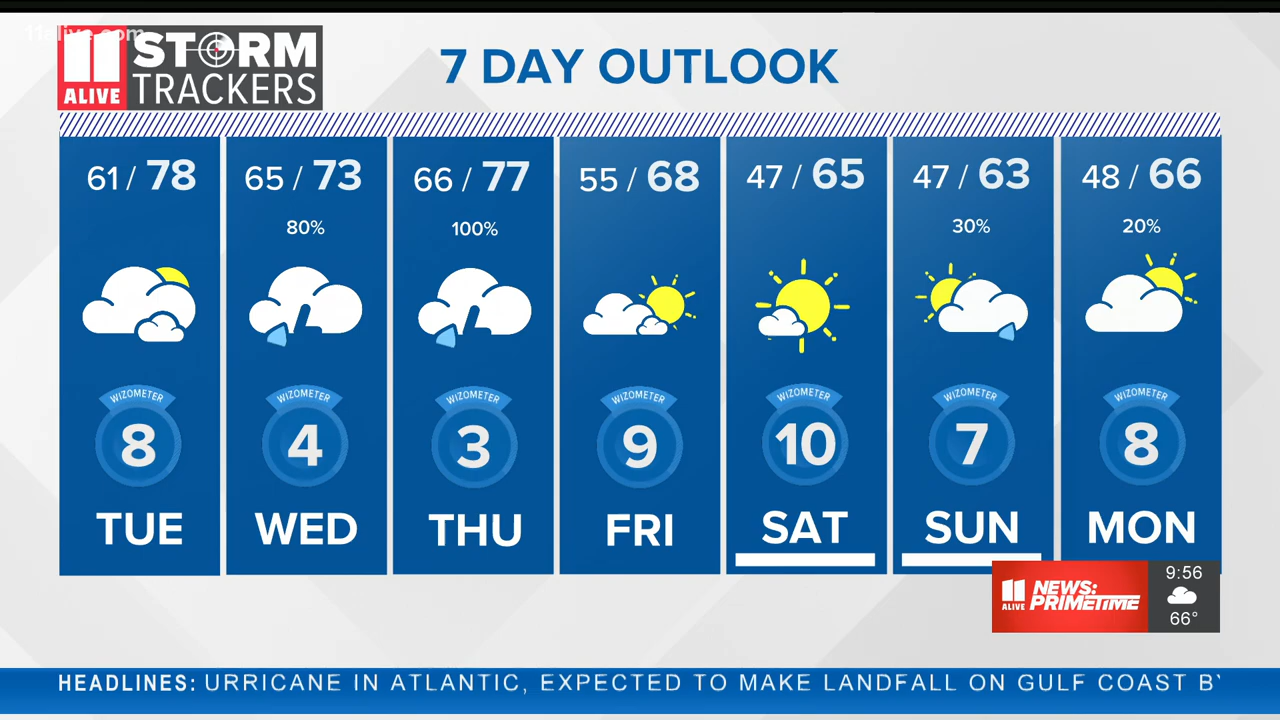 11alive.com
11 ALIVE STORM TRACKERS
7 DAY OUTLOOK
61 / 78
65 / 73
66 / 77
55 / 68
47 / 65
47 / 63
48 / 66
80%
100%
30%
20%
WIZOMETER
WIZOMETER
WIZOMETER
WIZOMETER
WIZOMETER
WIZOMETER
WIZOMETER
8
4
3
9
10
7
8
TUE
WED
THU
FRI
SAT
SUN
MON
11 ALIVE NEWS: PRIMETIME
9:56
66°
HEADLINES: URRICANE IN ATLANTIC, EXPECTED TO MAKE LANDFALL ON GULF COAST BY